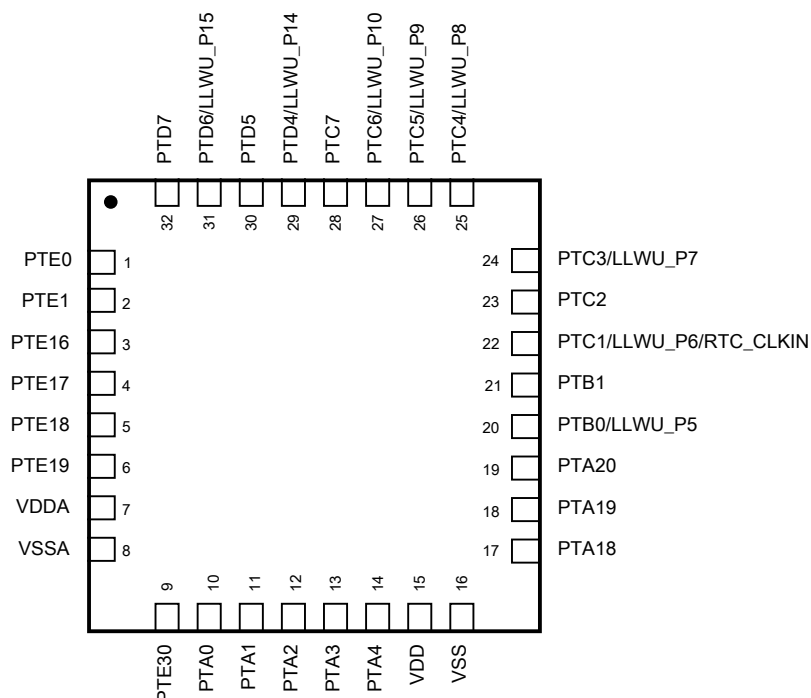 PTD7
PTD6/LLWU_P15
PTD5
PTD4/LLWU_P14
PTC7
PTC6/LLWU_P10
PTC5/LLWU_P9
PTC4/LLWU_P8
32
31
30
29
28
27
26
25
PTE0 1
PTE1 2
PTE16 3
PTE17 4
PTE18 5
PTE19 6
VDDA 7
VSSA 8
24 PTC3/LLWU_P7
23 PTC2
22 PTC1/LLWU_P6/RTC_CLKIN
21 PTB1
20 PTB0/LLWU_P5
19 PTA20
18 PTA19
17 PTA18
9
10
11
12
13
14
15
16
PTE30
PTA0
PTA1
PTA2
PTA3
PTA4
VDD
VSS